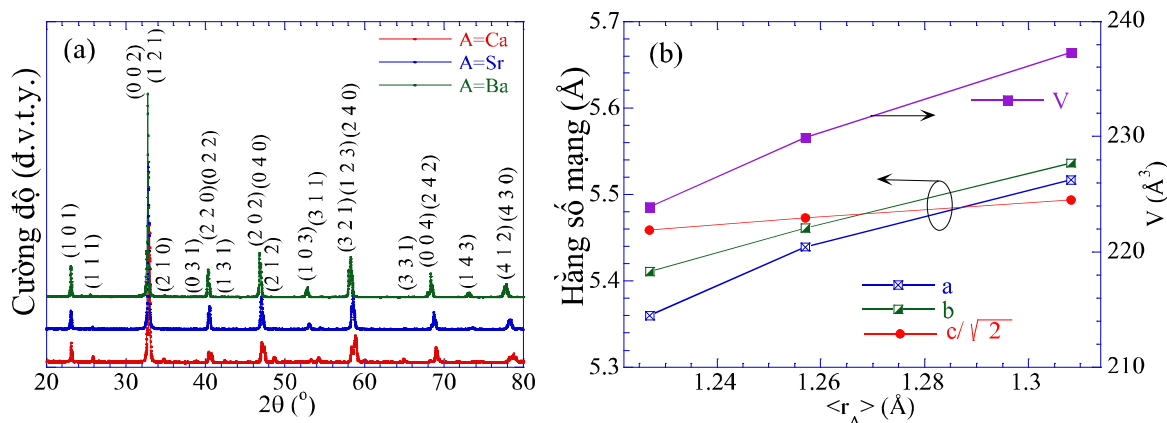 (a)
A=Ca
A=Sr
A=Ba
Cường độ (đ.v.t.y.)
(1 0 1)
(1 1 1)
(0 0 2)
(1 2 1)
(2 1 0)
(0 3 1)
(2 2 0)(0 2 2)
(1 3 1)
(2 0 2)(0 4 0)
(2 1 2)
(1 0 3)
(3 1 1)
(3 2 1)(1 2 3)(2 4 0)
(3 3 1)
(0 0 4)(2 4 2)
(1 4 3)
(4 1 2)(4 3 0)
20 30 40 50 60 70 80
2θ (°)
(b)
Hằng số mạng (Å)
5.7
5.6
5.5
5.4
5.3
V
a
b
c/√2
1.24 1.26 1.28 1.3
<r_A> (Å)
240
230
220
210
V (Å³)